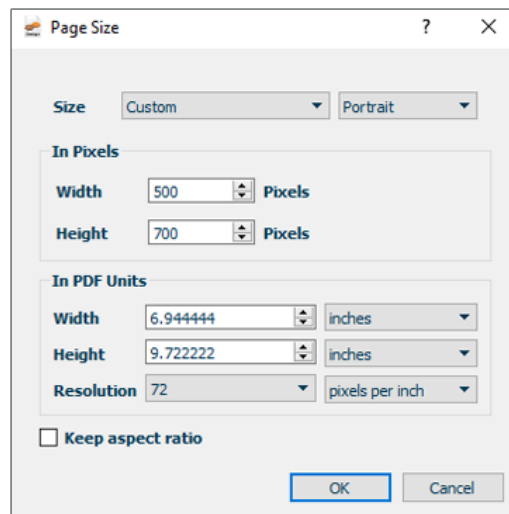 Page Size ? X
Size Custom Portrait
In Pixels
Width 500 Pixels
Height 700 Pixels
In PDF Units
Width 6.944444 inches
Height 9.722222 inches
Resolution 72 pixels per inch
Keep aspect ratio
OK Cancel